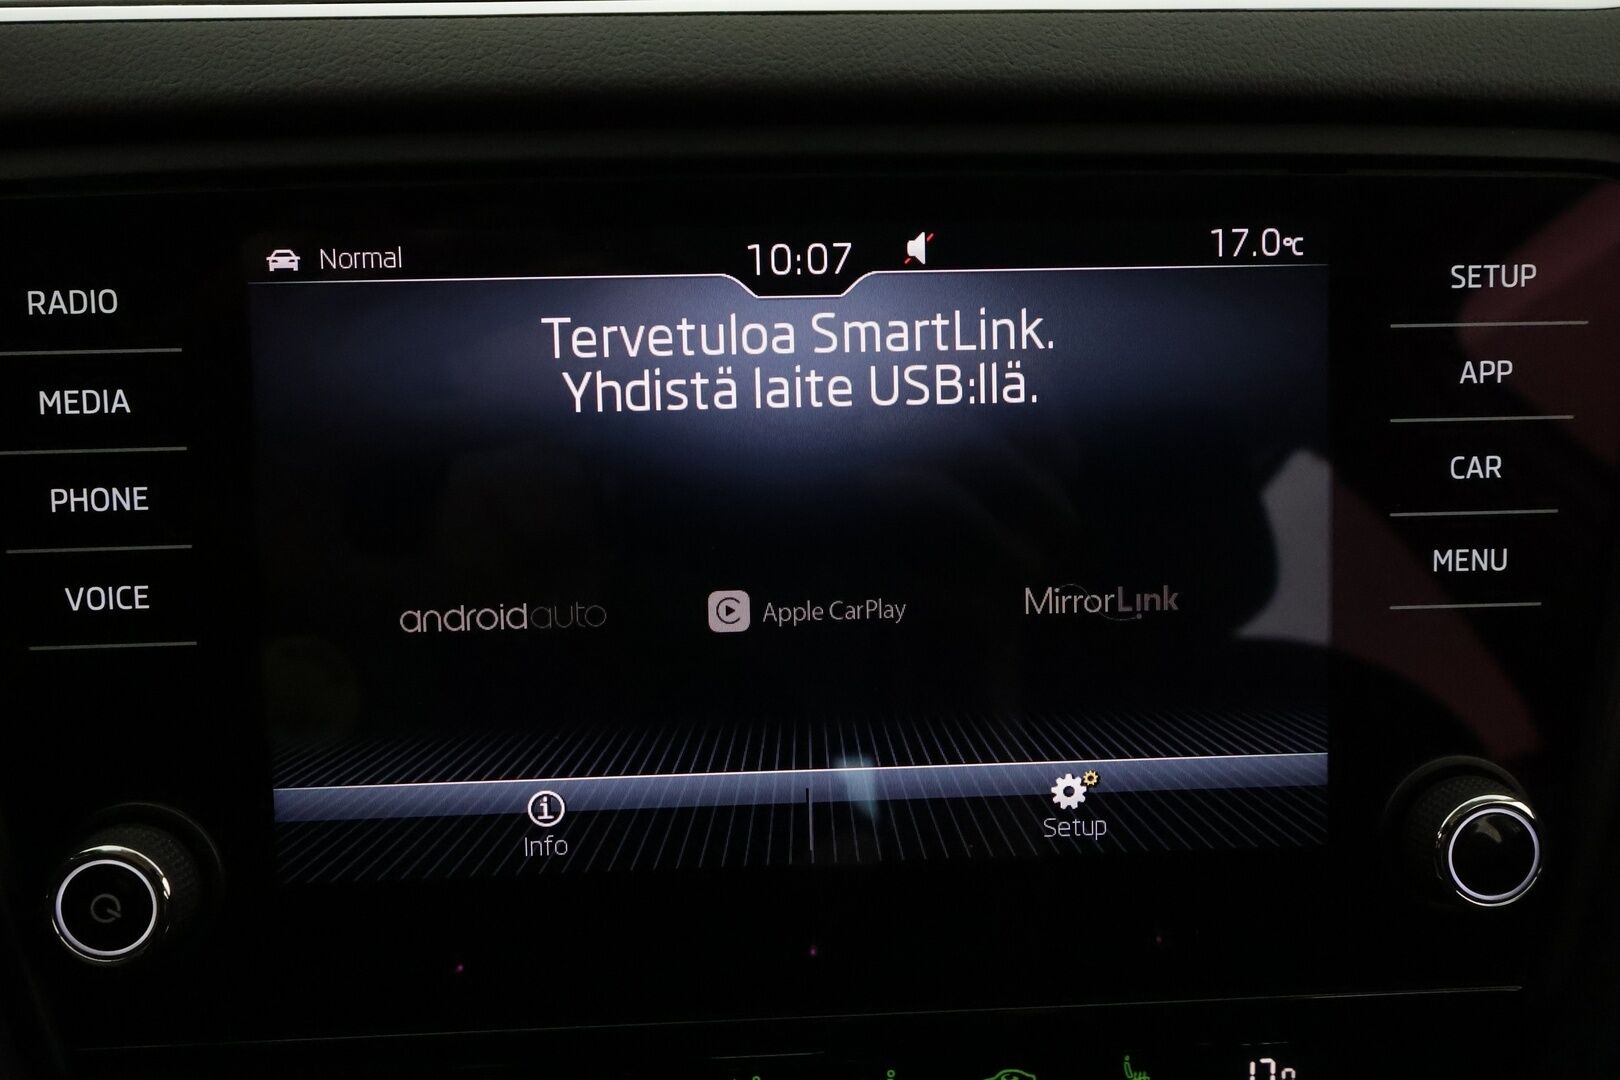 Normal
10:07
17.0°C
RADIO
MEDIA
PHONE
VOICE
SETUP
APP
CAR
MENU
Tervetuloa SmartLink.
Yhdistä laite USB:llä.
androidauto
Apple CarPlay
MirrorLink
Info
Setup